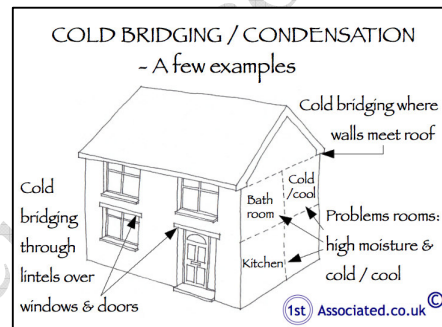 COLD BRIDGING / CONDENSATION
- A few examples
Cold bridging where
walls meet roof
Cold
bridging
through
lintels over
windows & doors
Cold
/cool
Bath
room
Kitchen
Problems rooms:
high moisture &
cold / cool
1st Associated.co.uk ©